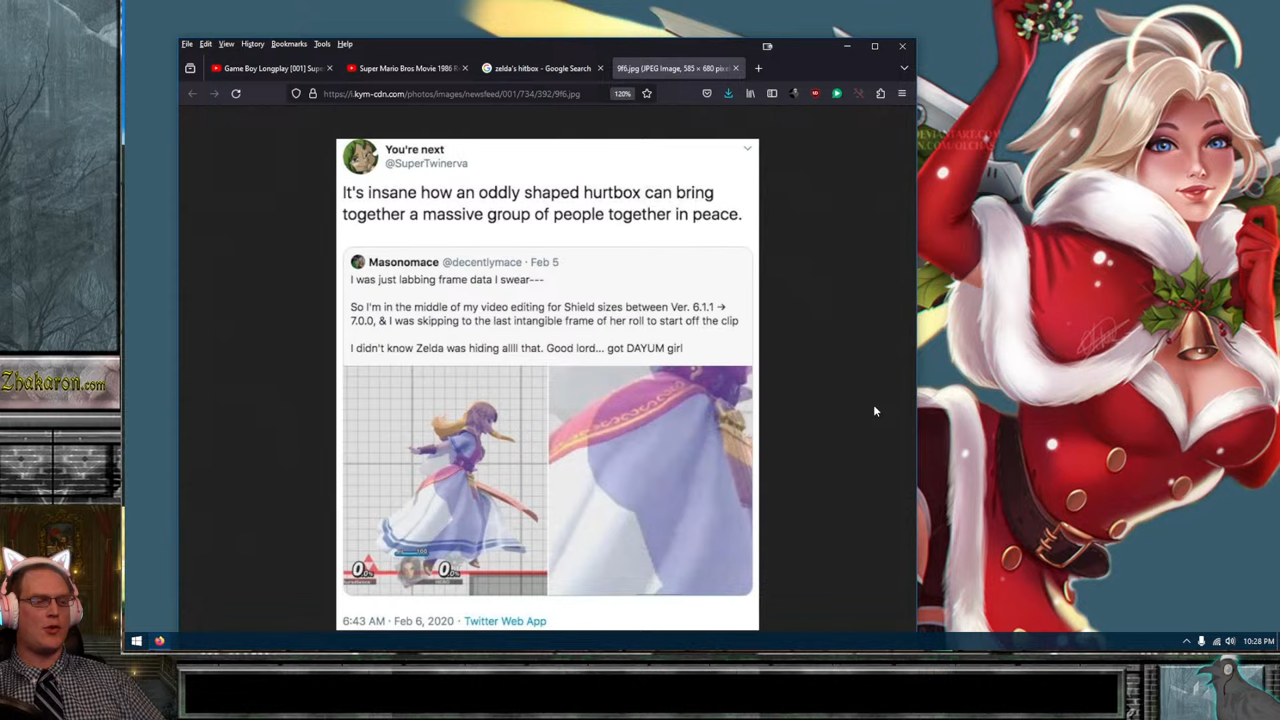 File Edit View History Bookmarks Tools Help
Game Boy Longplay [001] Supe
Super Mario Bros Movie 1986 R
zelda's hitbox - Google Search
9f6.jpg (JPEG Image, 585 × 680 pixe
https://i.kym-cdn.com/photos/images/newsfeed/001/734/392/9f6.jpg
120%
DEVIANTART.COM
N.COM/OLCHAS
You're next
@SuperTwinerva
It's insane how an oddly shaped hurtbox can bring
together a massive group of people together in peace.
Masonomace @decentlymace · Feb 5
I was just labbing frame data I swear---
So I'm in the middle of my video editing for Shield sizes between Ver. 6.1.1 →
7.0.0, & I was skipping to the last intangible frame of her roll to start off the clip
I didn't know Zelda was hiding allll that. Good lord... got DAYUM girl
Zhakaron.com
0%
0%
6:43 AM · Feb 6, 2020 · Twitter Web App
10:28 PM